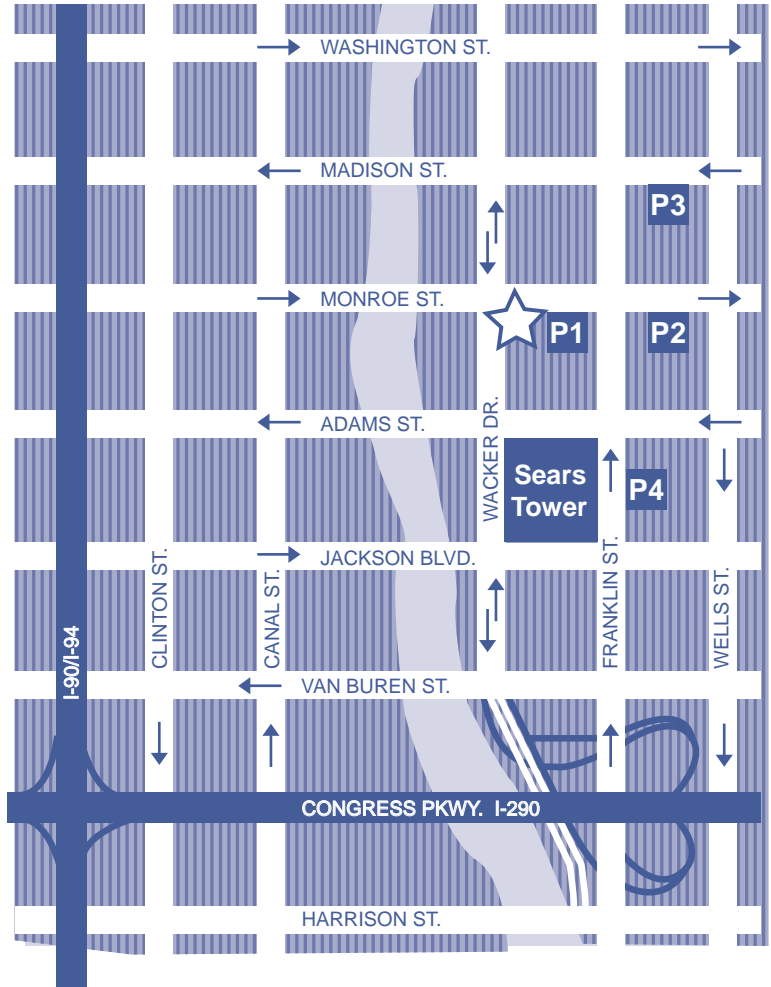 WASHINGTON ST.
MADISON ST.
P3
MONROE ST.
P1
P2
WACKER DR.
ADAMS ST.
Sears
Tower
P4
JACKSON BLVD.
CLINTON ST.
CANAL ST.
FRANKLIN ST.
WELLS ST.
I-90/I-94
VAN BUREN ST.
CONGRESS PKWY. I-290
HARRISON ST.